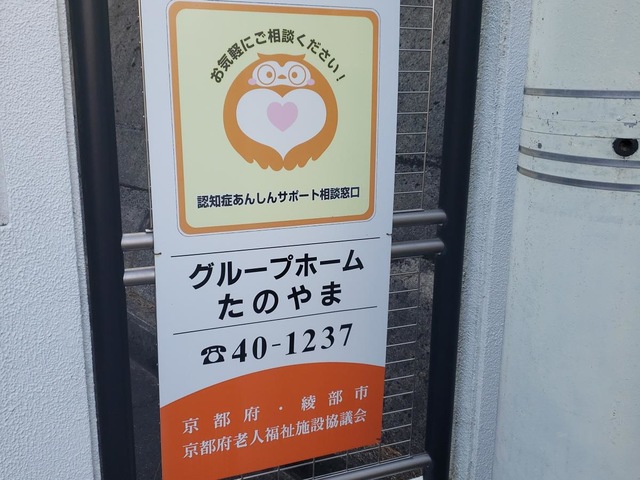 お気軽にご相談ください！
認知症あんしんサポート相談窓口
グループホーム
たのやま
☎40-1237
京都府・綾部市
京都府老人福祉施設協議会